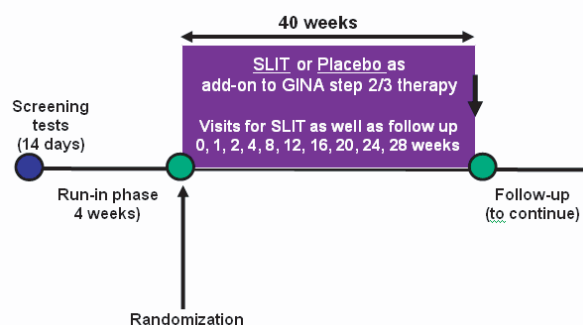 40 weeks
SLIT or Placebo as
add-on to GINA step 2/3 therapy
Visits for SLIT as well as follow up
0, 1, 2, 4, 8, 12, 16, 20, 24, 28 weeks
Screening
tests
(14 days)
Run-in phase
4 weeks)
Follow-up
(to continue)
Randomization